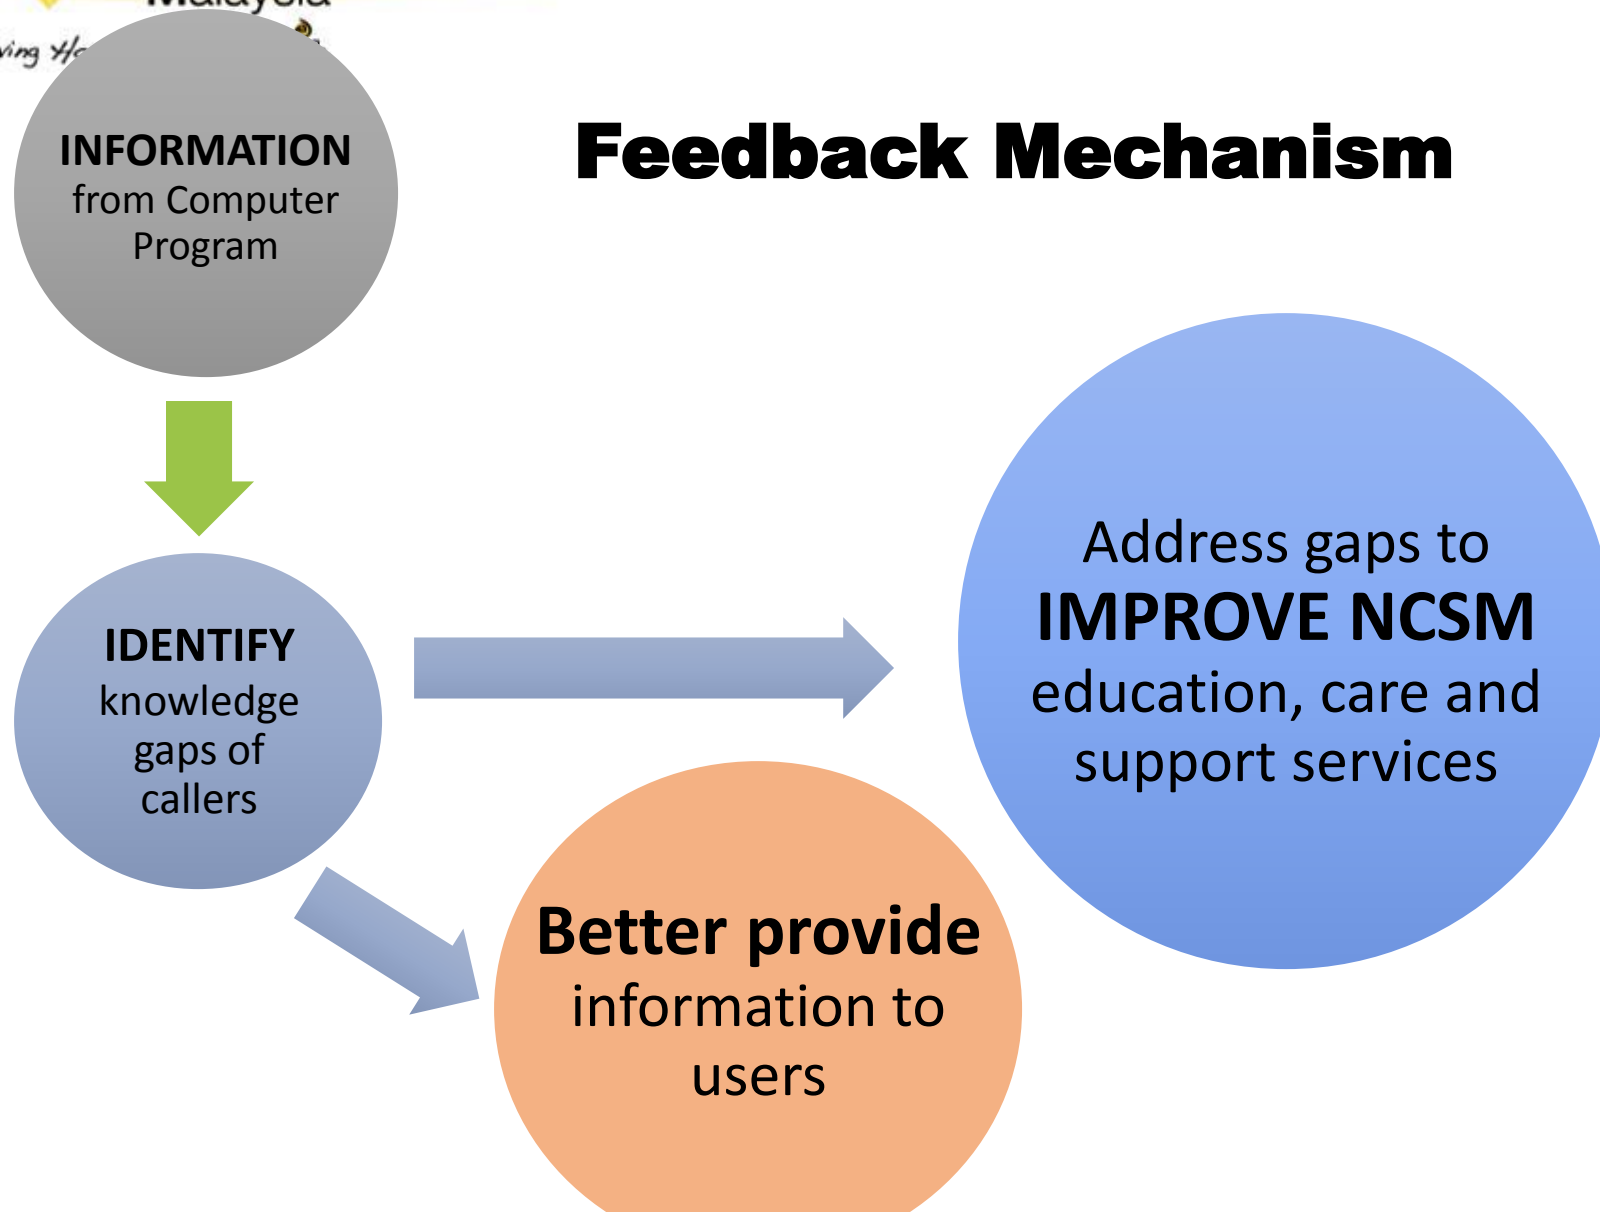 Malaysia
Feedback Mechanism
INFORMATION
from Computer
Program
IDENTIFY
knowledge
gaps of
callers
Address gaps to
IMPROVE NCSM
education, care and
support services
Better provide
information to
users